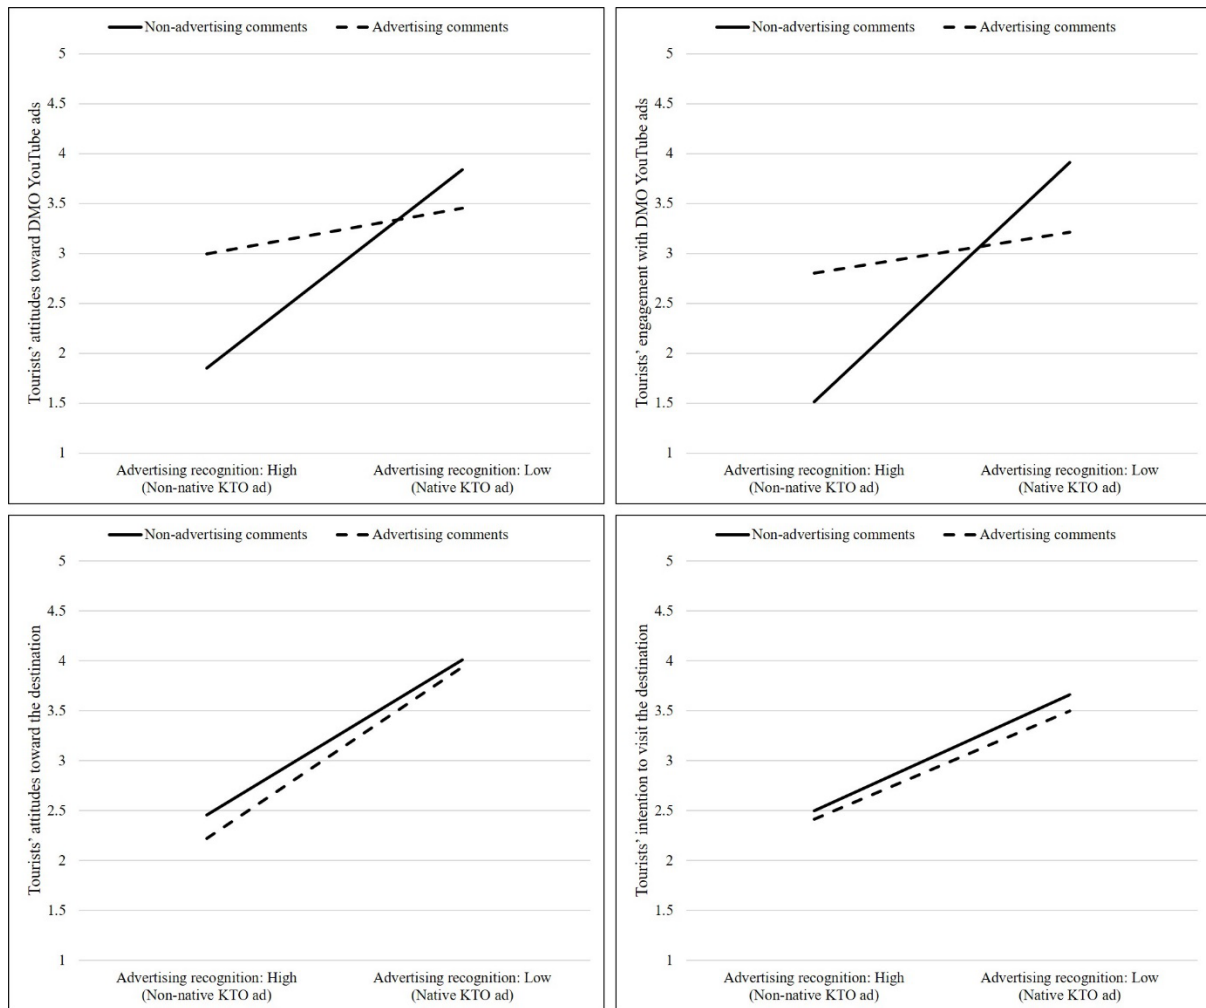 Non-advertising comments
Advertising comments
Tourists' attitudes toward DMO YouTube ads
5
4.5
4
3.5
3
2.5
2
1.5
1
Advertising recognition: High
(Non-native KTO ad)
Advertising recognition: Low
(Native KTO ad)
Non-advertising comments
Advertising comments
Tourists' engagement with DMO YouTube ads
5
4.5
4
3.5
3
2.5
2
1.5
1
Advertising recognition: High
(Non-native KTO ad)
Advertising recognition: Low
(Native KTO ad)
Non-advertising comments
Advertising comments
Tourists' attitudes toward the destination
5
4.5
4
3.5
3
2.5
2
1.5
1
Advertising recognition: High
(Non-native KTO ad)
Advertising recognition: Low
(Native KTO ad)
Non-advertising comments
Advertising comments
Tourists' intention to visit the destination
5
4.5
4
3.5
3
2.5
2
1.5
1
Advertising recognition: High
(Non-native KTO ad)
Advertising recognition: Low
(Native KTO ad)